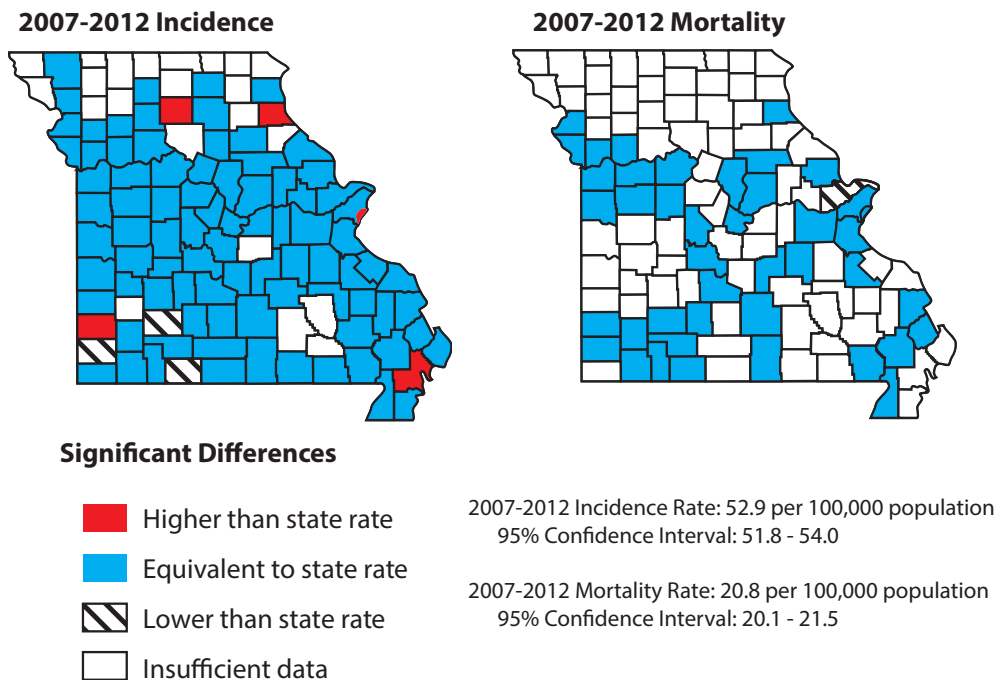 2007-2012 Incidence
2007-2012 Mortality
Significant Differences
Higher than state rate
Equivalent to state rate
Lower than state rate
Insufficient data
2007-2012 Incidence Rate: 52.9 per 100,000 population
95% Confidence Interval: 51.8 - 54.0
2007-2012 Mortality Rate: 20.8 per 100,000 population
95% Confidence Interval: 20.1 - 21.5